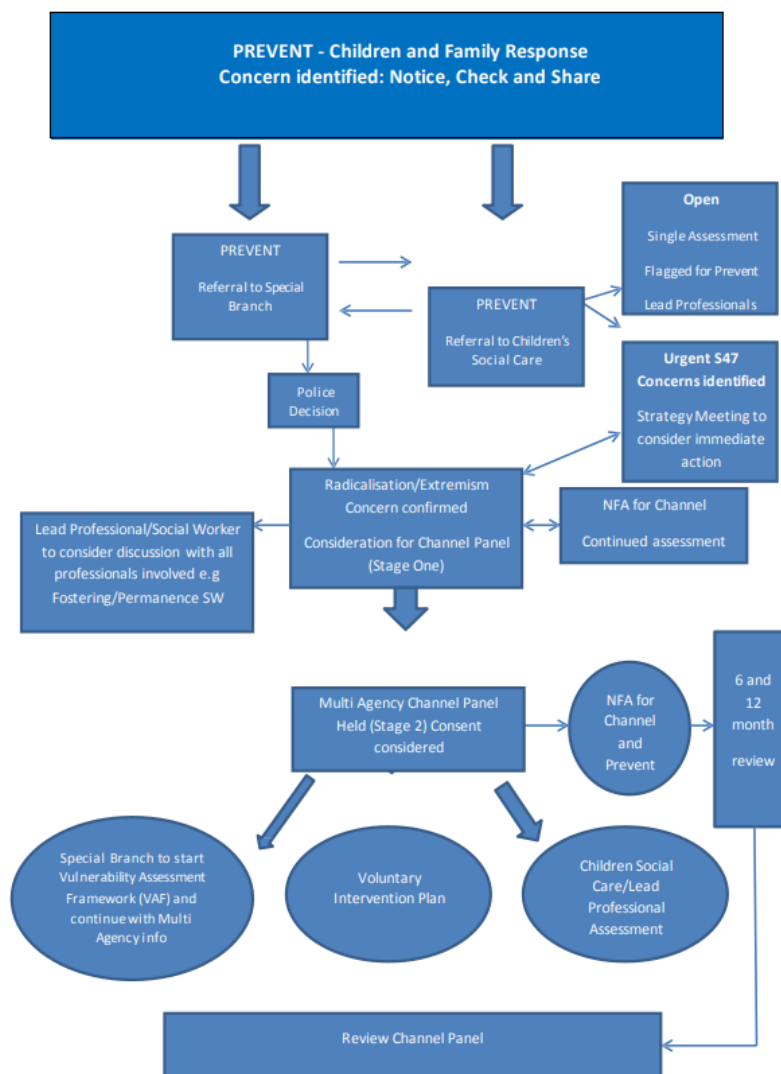 PREVENT - Children and Family Response
Concern identified: Notice, Check and Share
PREVENT
Referral to Special
Branch
PREVENT
Referral to Children's
Social Care
Open
Single Assessment
Flagged for Prevent
Lead Professionals
Urgent S47
Concerns identified
Strategy Meeting to
consider immediate
action
Police
Decision
Radicalisation/Extremism
Concern confirmed
Consideration for Channel Panel
(Stage One)
NFA for Channel
Continued assessment
Lead Professional/Social Worker
to consider discussion with all
professionals involved e.g
Fostering/Permanence SW
Multi Agency Channel Panel
Held (Stage 2) Consent
considered
NFA for
Channel
and
Prevent
6 and
12
month
review
Special Branch to start
Vulnerability Assessment
Framework (VAF) and
continue with Multi
Agency info
Voluntary
Intervention Plan
Children Social
Care/Lead
Professional
Assessment
Review Channel Panel